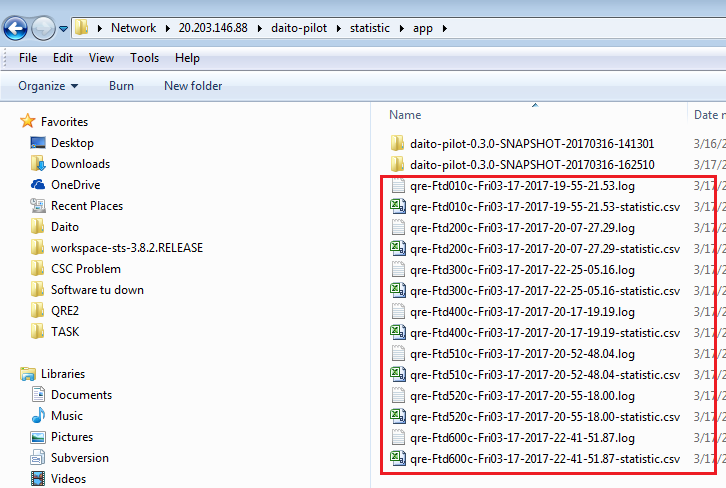 Network ▸ 20.203.146.88 ▸ daito-pilot ▸ statistic ▸ app ▸
File Edit View Tools Help
Organize Burn New folder
Favorites
Desktop
Downloads
OneDrive
Recent Places
Daito
workspace-sts-3.8.2.RELEASE
CSC Problem
Software tu down
QRE2
TASK
Libraries
Documents
Music
Pictures
Subversion
Videos
Name Date m
daito-pilot-0.3.0-SNAPSHOT-20170316-141301 3/16/2
daito-pilot-0.3.0-SNAPSHOT-20170316-162510 3/17/2
qre-Ftd010c-Fri03-17-2017-19-55-21.53.log 3/17/2
qre-Ftd010c-Fri03-17-2017-19-55-21.53-statistic.csv 3/17/2
qre-Ftd200c-Fri03-17-2017-20-07-27.29.log 3/17/2
qre-Ftd200c-Fri03-17-2017-20-07-27.29-statistic.csv 3/17/2
qre-Ftd300c-Fri03-17-2017-22-25-05.16.log 3/17/2
qre-Ftd300c-Fri03-17-2017-22-25-05.16-statistic.csv 3/17/2
qre-Ftd400c-Fri03-17-2017-20-17-19.19.log 3/17/2
qre-Ftd400c-Fri03-17-2017-20-17-19.19-statistic.csv 3/17/2
qre-Ftd510c-Fri03-17-2017-20-52-48.04.log 3/17/2
qre-Ftd510c-Fri03-17-2017-20-52-48.04-statistic.csv 3/17/2
qre-Ftd520c-Fri03-17-2017-20-55-18.00.log 3/17/2
qre-Ftd520c-Fri03-17-2017-20-55-18.00-statistic.csv 3/17/2
qre-Ftd600c-Fri03-17-2017-22-41-51.87.log 3/17/2
qre-Ftd600c-Fri03-17-2017-22-41-51.87-statistic.csv 3/17/2